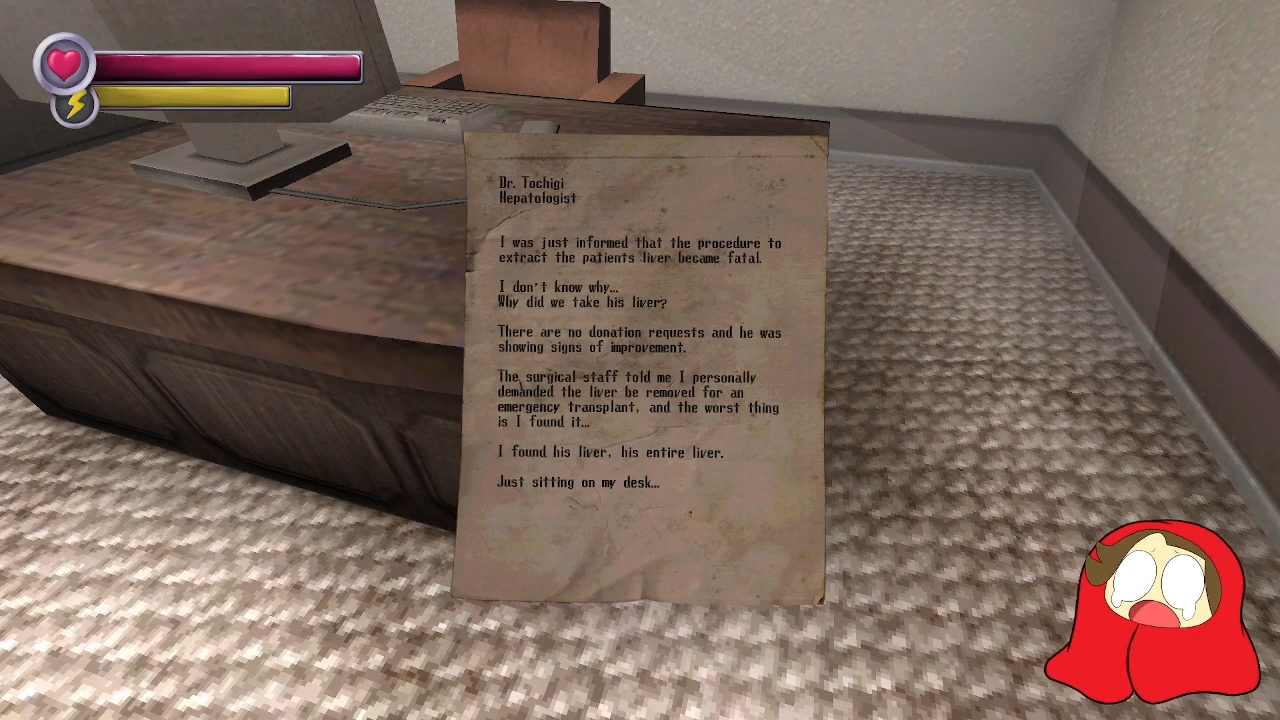 Dr. Tochigi
Hepatologist
I was just informed that the procedure to
extract the patients liver became fatal.
I don't know why...
Why did we take his liver?
There are no donation requests and he was
showing signs of improvement.
The surgical staff told me I personally
demanded the liver be removed for an
emergency transplant, and the worst thing
is I found it...
I found his liver, his entire liver.
Just sitting on my desk...